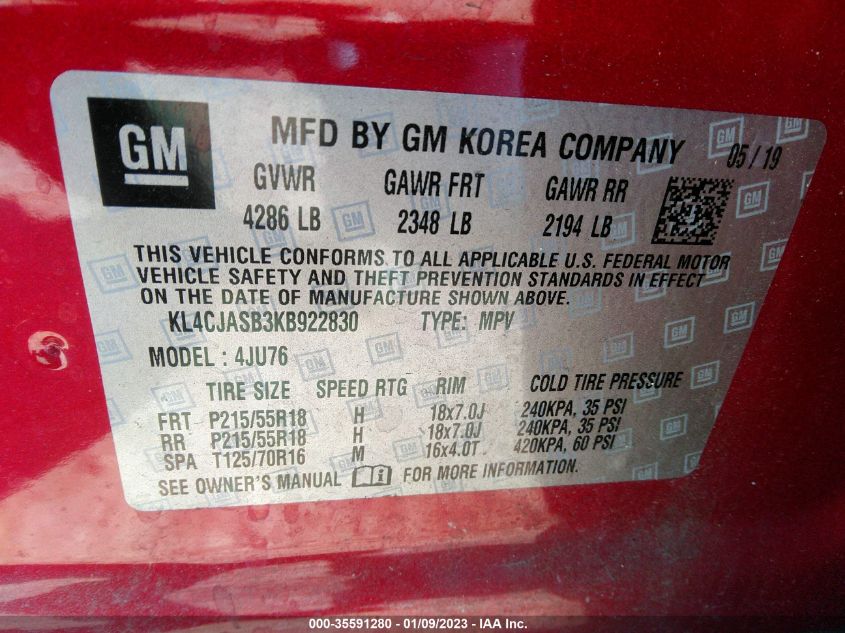 GM MFD BY GM KOREA COMPANY 05/19
GVWR GAWR FRT GAWR RR
4286 LB 2348 LB 2194 LB
THIS VEHICLE CONFORMS TO ALL APPLICABLE U.S. FEDERAL MOTOR
VEHICLE SAFETY AND THEFT PREVENTION STANDARDS IN EFFECT
ON THE DATE OF MANUFACTURE SHOWN ABOVE.
KL4CJASB3KB922830 TYPE: MPV
MODEL: 4JU76
TIRE SIZE SPEED RTG RIM COLD TIRE PRESSURE
FRT P215/55R18 H 18x7.0J 240KPA, 35 PSI
RR P215/55R18 H 18x7.0J 240KPA, 35 PSI
SPA T125/70R16 M 16x4.0T 420KPA, 60 PSI
SEE OWNER'S MANUAL FOR MORE INFORMATION.
000-35591280 - 01/09/2023 - IAA Inc.